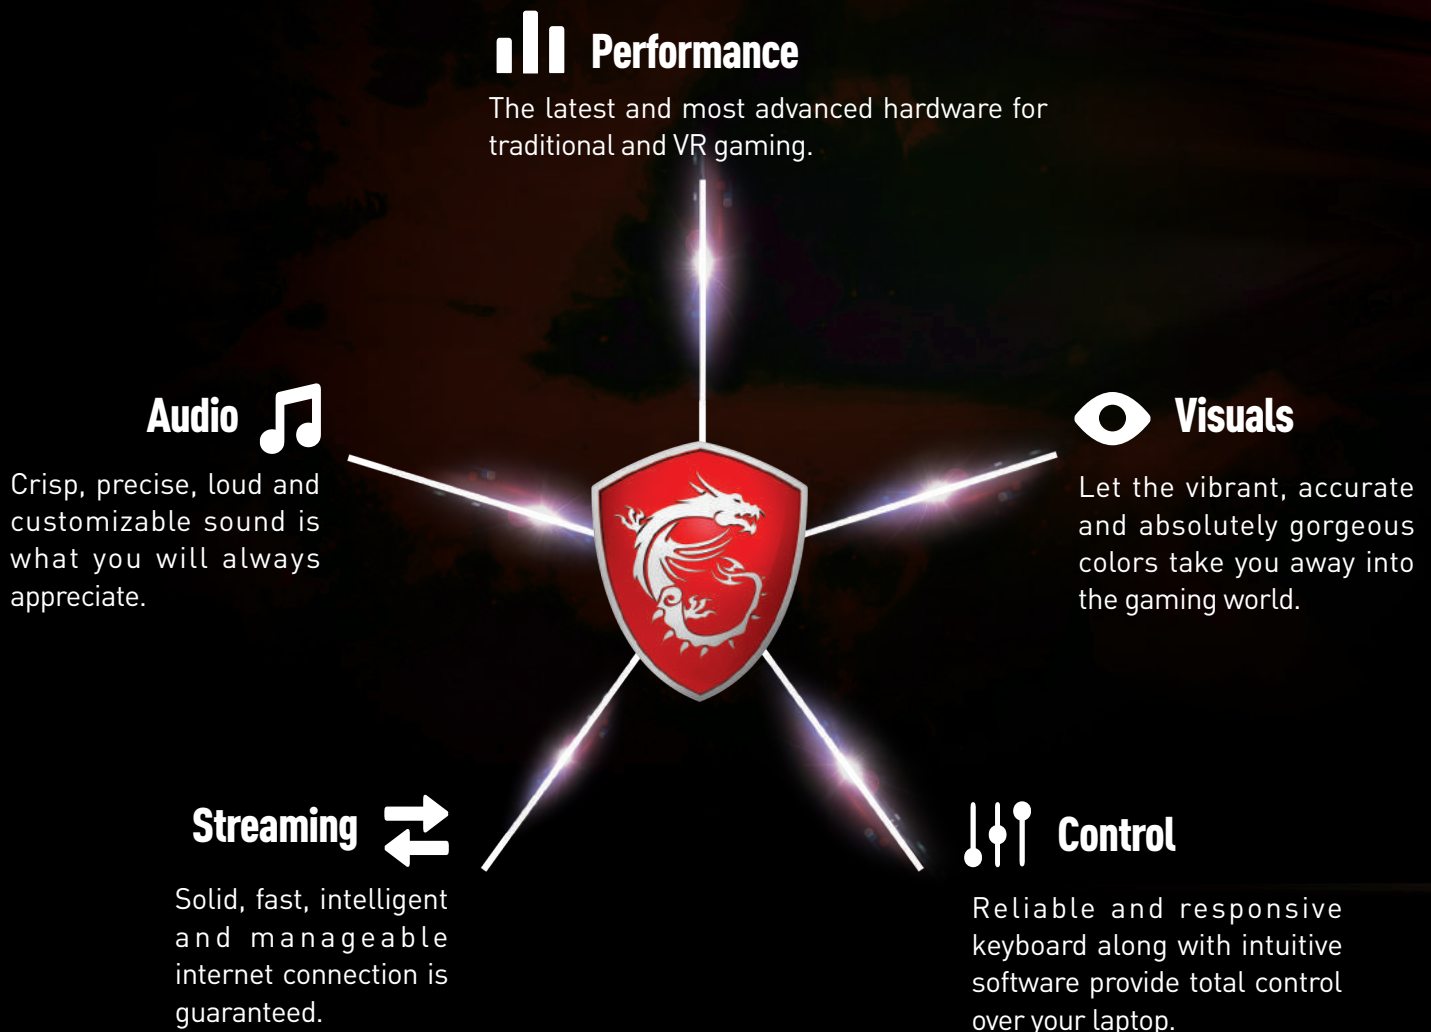 Performance
The latest and most advanced hardware for
traditional and VR gaming.
Audio
Crisp, precise, loud and
customizable sound is
what you will always
appreciate.
Visuals
Let the vibrant, accurate
and absolutely gorgeous
colors take you away into
the gaming world.
Streaming
Solid, fast, intelligent
and manageable
internet connection is
guaranteed.
Control
Reliable and responsive
keyboard along with intuitive
software provide total control
over your laptop.